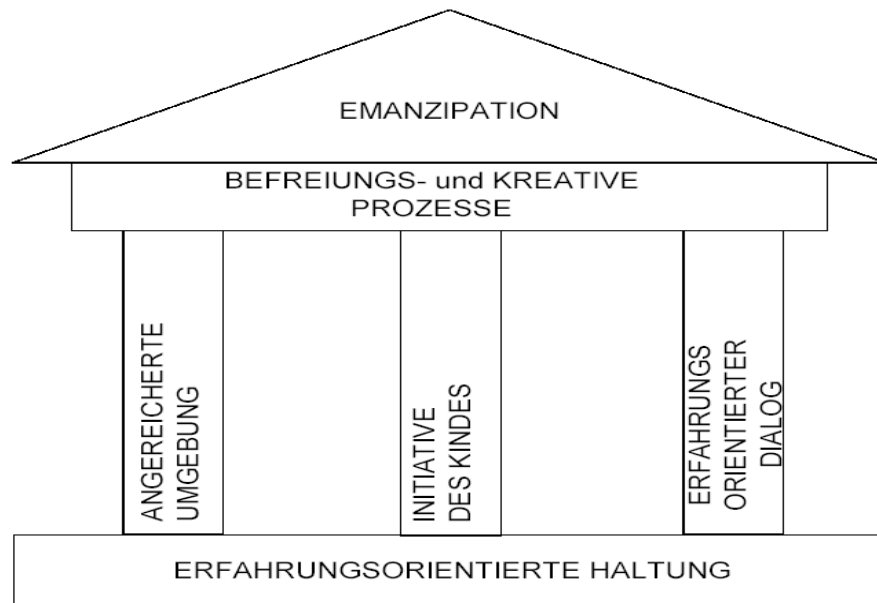 EMANZIPATION
BEFREIUNGS- und KREATIVE
PROZESSE
ANGEREICHERTE
UMGEBUNG
INITIATIVE
DES KINDES
ERFAHRUNGS
ORIENTIERTER
DIALOG
ERFAHRUNGSORIENTIERTE HALTUNG